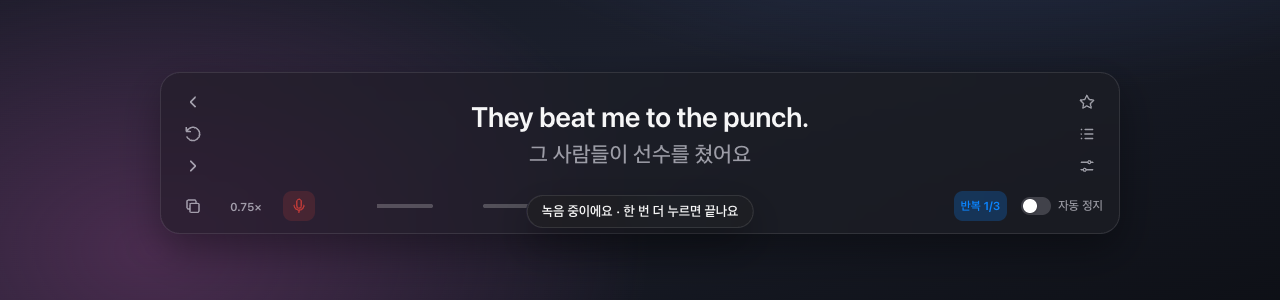 They beat me to the punch.
그 사람들이 선수를 쳤어요
0.75×
녹음 중이에요 · 한 번 더 누르면 끝나요
반복 1/3
자동 정지